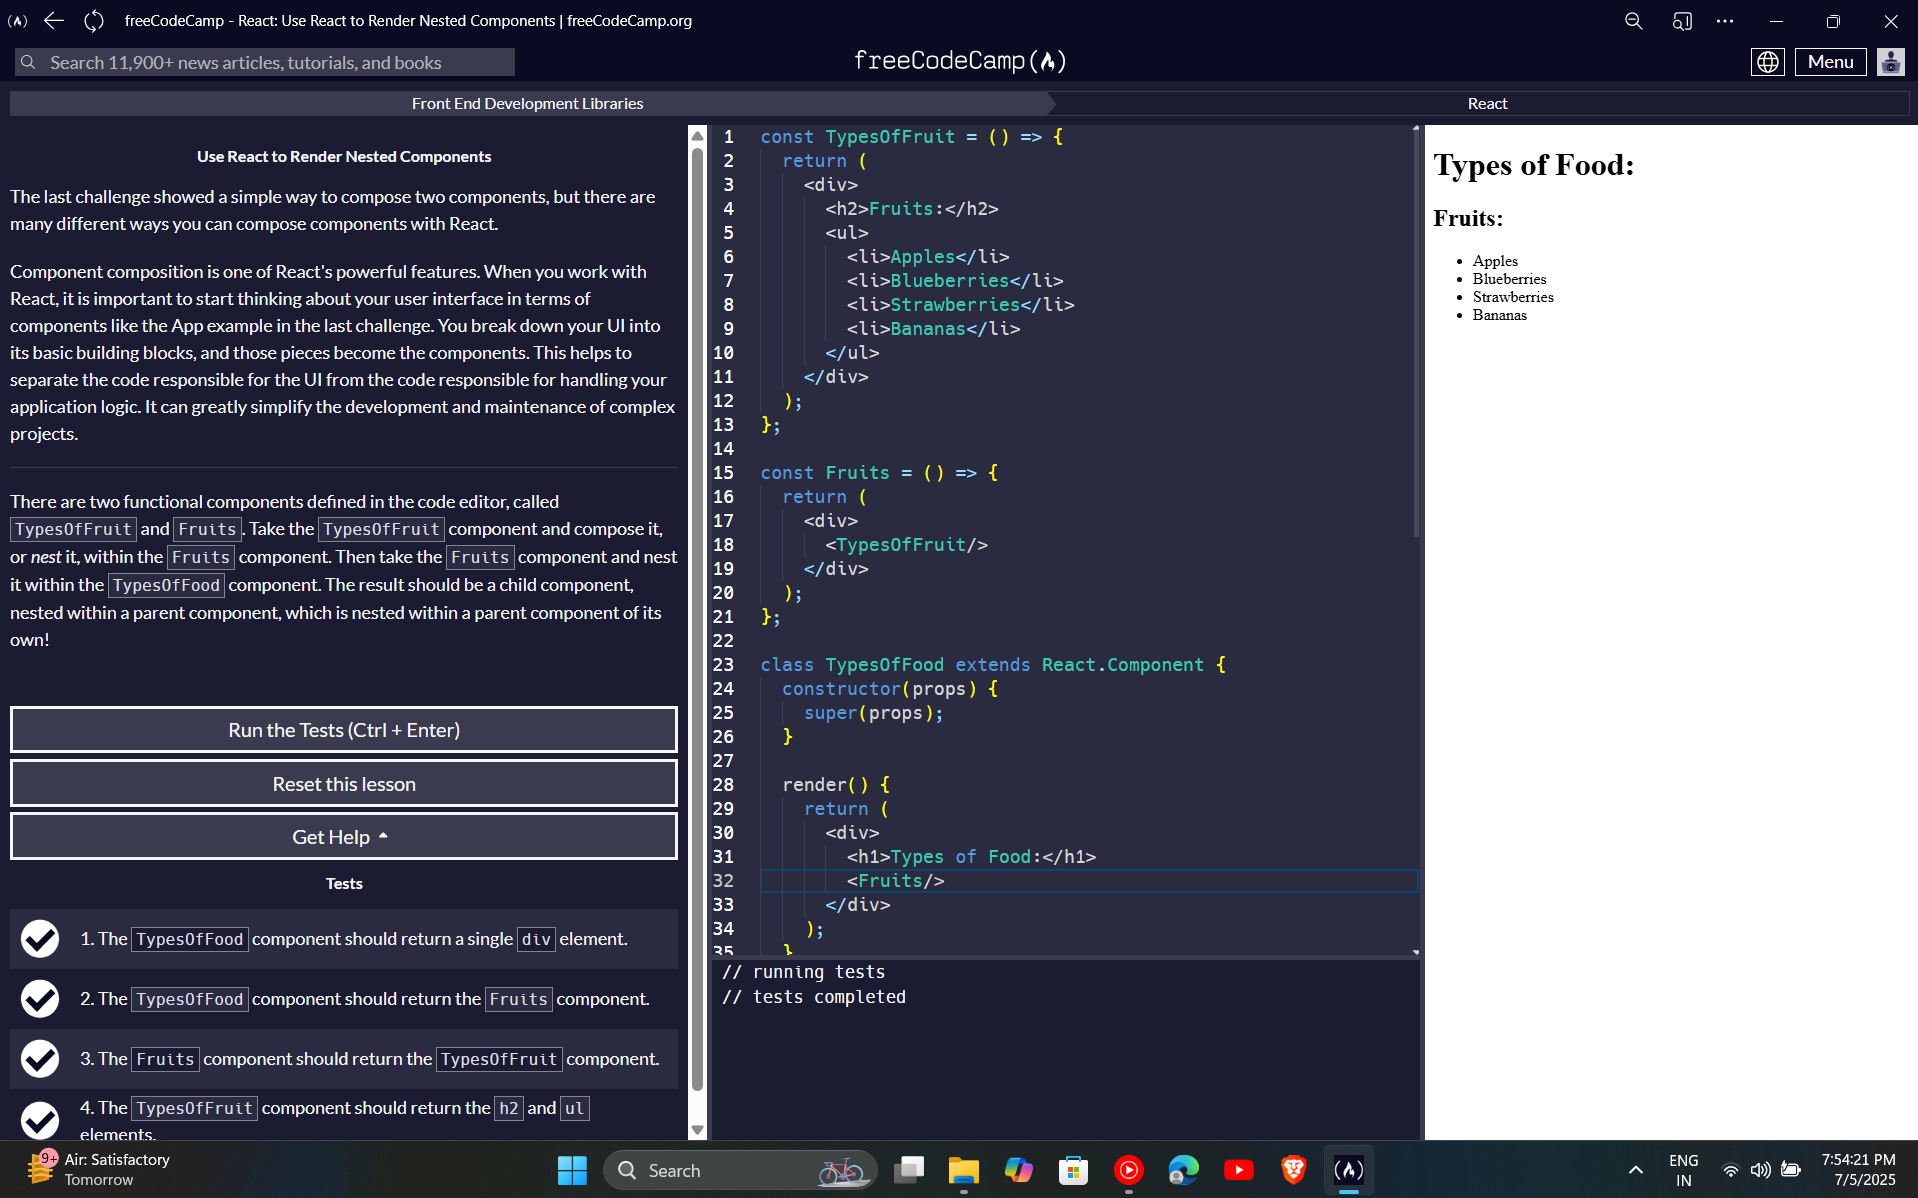 freeCodeCamp - React: Use React to Render Nested Components | freeCodeCamp.org
Search 11,900+ news articles, tutorials, and books
freeCodeCamp(🔥)
Menu
Front End Development Libraries
React
Use React to Render Nested Components
The last challenge showed a simple way to compose two components, but there are
many different ways you can compose components with React.
Component composition is one of React's powerful features. When you work with
React, it is important to start thinking about your user interface in terms of
components like the App example in the last challenge. You break down your UI into
its basic building blocks, and those pieces become the components. This helps to
separate the code responsible for the UI from the code responsible for handling your
application logic. It can greatly simplify the development and maintenance of complex
projects.
There are two functional components defined in the code editor, called
TypesOfFruit and Fruits. Take the TypesOfFruit component and compose it,
or nest it, within the Fruits component. Then take the Fruits component and nest
it within the TypesOfFood component. The result should be a child component,
nested within a parent component, which is nested within a parent component of its
own!
Run the Tests (Ctrl + Enter)
Reset this lesson
Get Help
Tests
1. The TypesOfFood component should return a single div element.
2. The TypesOfFood component should return the Fruits component.
3. The Fruits component should return the TypesOfFruit component.
4. The TypesOfFruit component should return the h2 and ul
elements.
1 const TypesOfFruit = () => {
2 return (
3 <div>
4 <h2>Fruits:</h2>
5 <ul>
6 <li>Apples</li>
7 <li>Blueberries</li>
8 <li>Strawberries</li>
9 <li>Bananas</li>
10 </ul>
11 </div>
12 );
13 };
14
15 const Fruits = () => {
16 return (
17 <div>
18 <TypesOfFruit/>
19 </div>
20 );
21 };
22
23 class TypesOfFood extends React.Component {
24 constructor(props) {
25 super(props);
26 }
27
28 render() {
29 return (
30 <div>
31 <h1>Types of Food:</h1>
32 <Fruits/>
33 </div>
34 );
35 }
// running tests
// tests completed
Types of Food:
Fruits:
• Apples
• Blueberries
• Strawberries
• Bananas
9+
Air: Satisfactory
Tomorrow
Search
ENG
IN
7:54:21 PM
7/5/2025